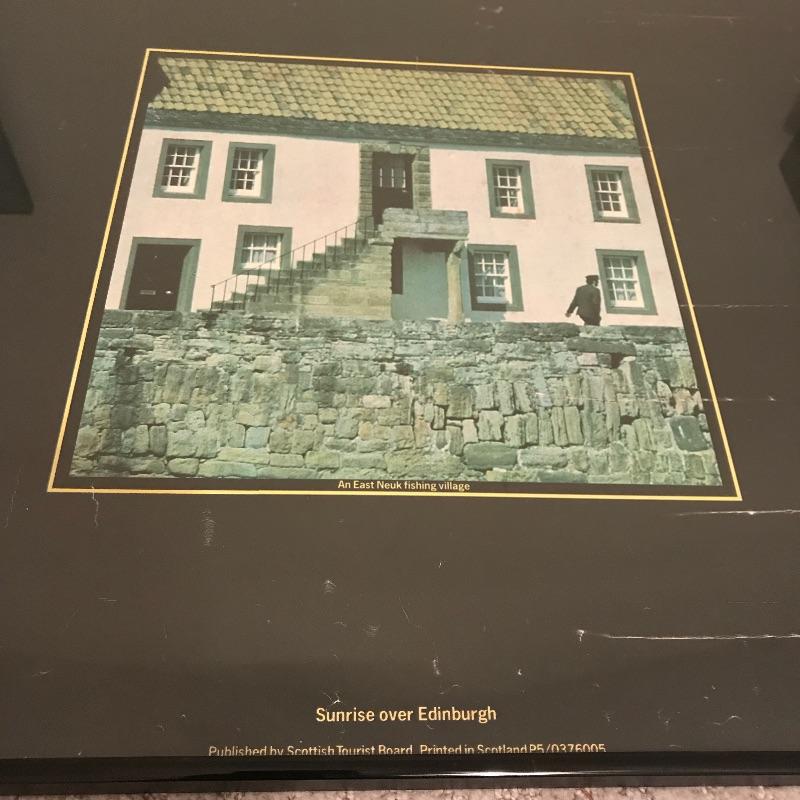 An East Neuk fishing village
Sunrise over Edinburgh
Published by Scottish Tourist Board. Printed in Scotland P5/0376005